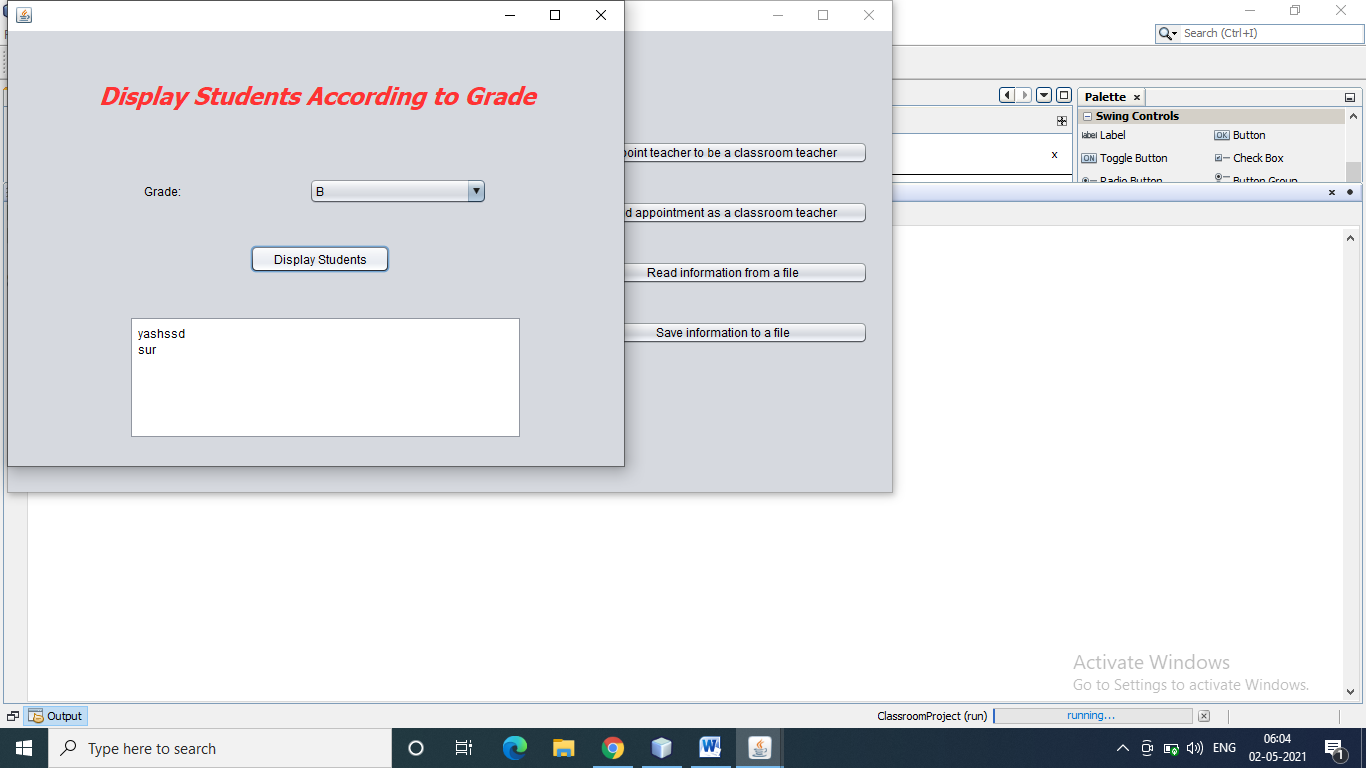 Search (Ctrl+I)
Display Students According to Grade
Palette x
Swing Controls
label Label
OK Button
point teacher to be a classroom teacher
x
ON Toggle Button
Check Box
Radio Button
Button Group
Grade:
B
d appointment as a classroom teacher
Display Students
Read information from a file
yashssd
sur
Save information to a file
Activate Windows
Go to Settings to activate Windows.
Output
ClassroomProject (run)
running...
Type here to search
ENG
06:04
02-05-2021
1